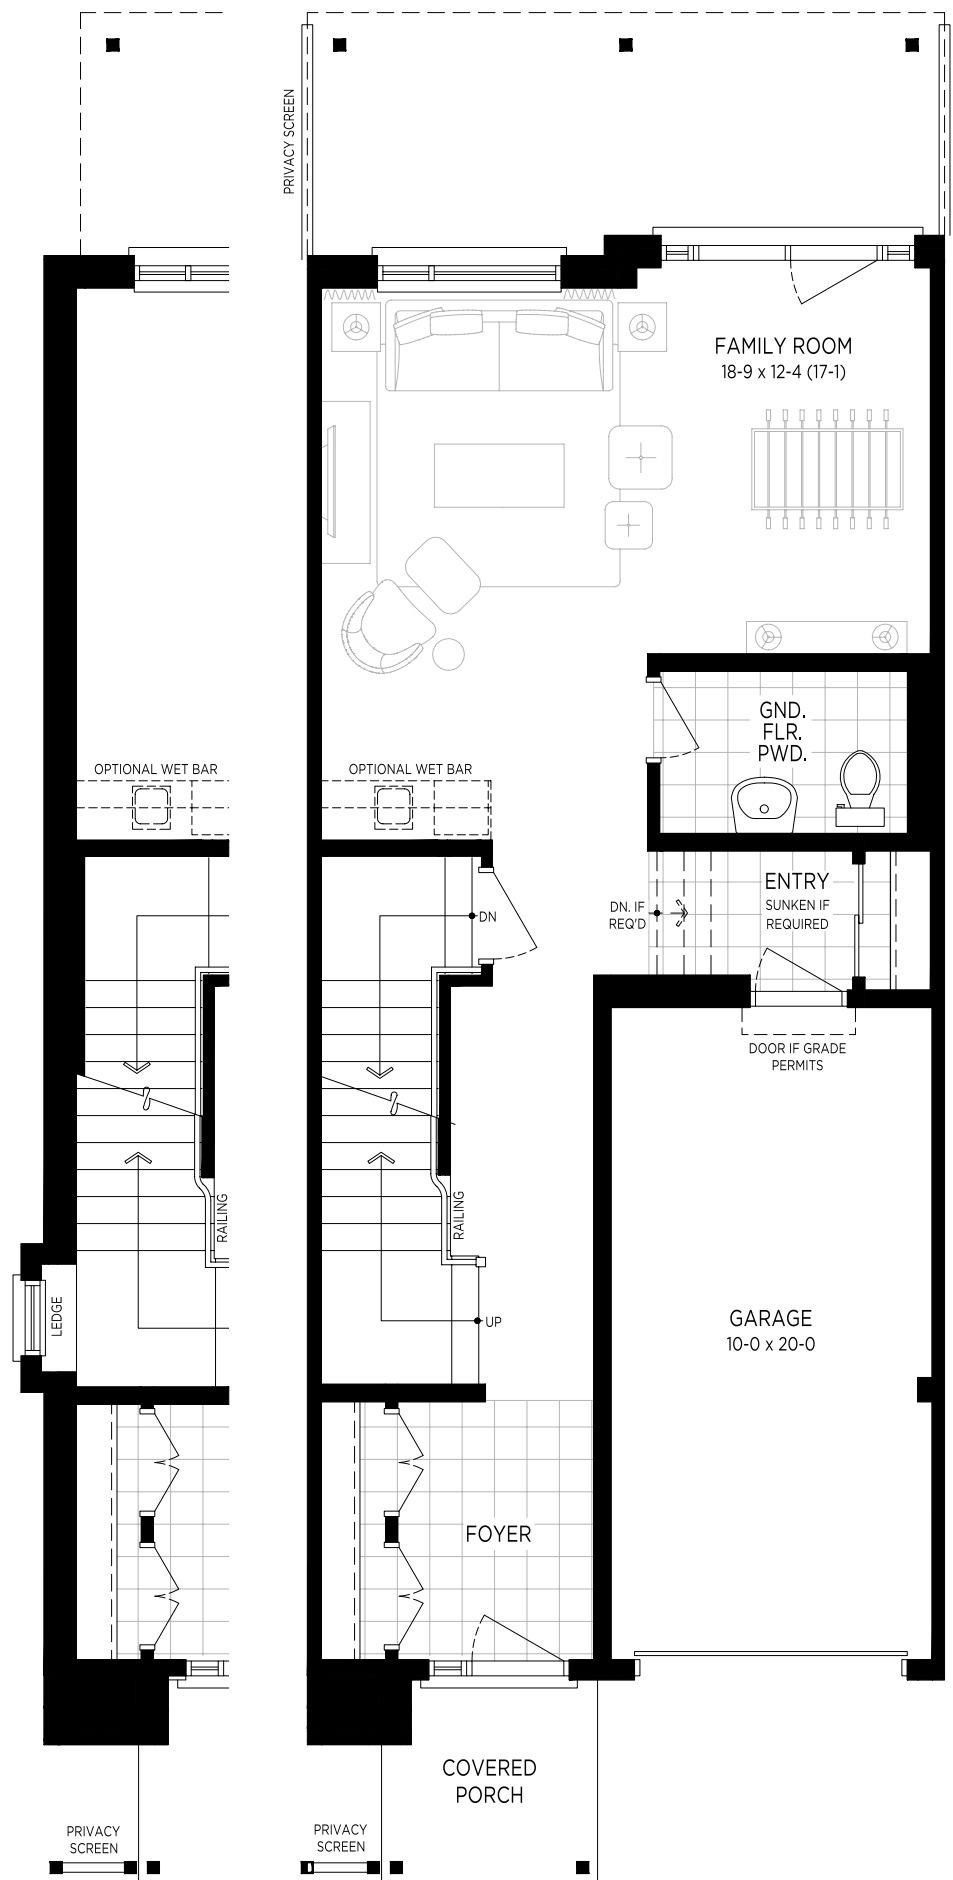 PRIVACY SCREEN
FAMILY ROOM
18-9 x 12-4 (17-1)
GND.
FLR.
PWD.
OPTIONAL WET BAR
OPTIONAL WET BAR
ENTRY
SUNKEN IF
REQUIRED
DN. IF
REQ'D
DN
DOOR IF GRADE
PERMITS
RAILING
RAILING
LEDGE
UP
GARAGE
10-0 x 20-0
FOYER
COVERED
PORCH
PRIVACY
SCREEN
PRIVACY
SCREEN